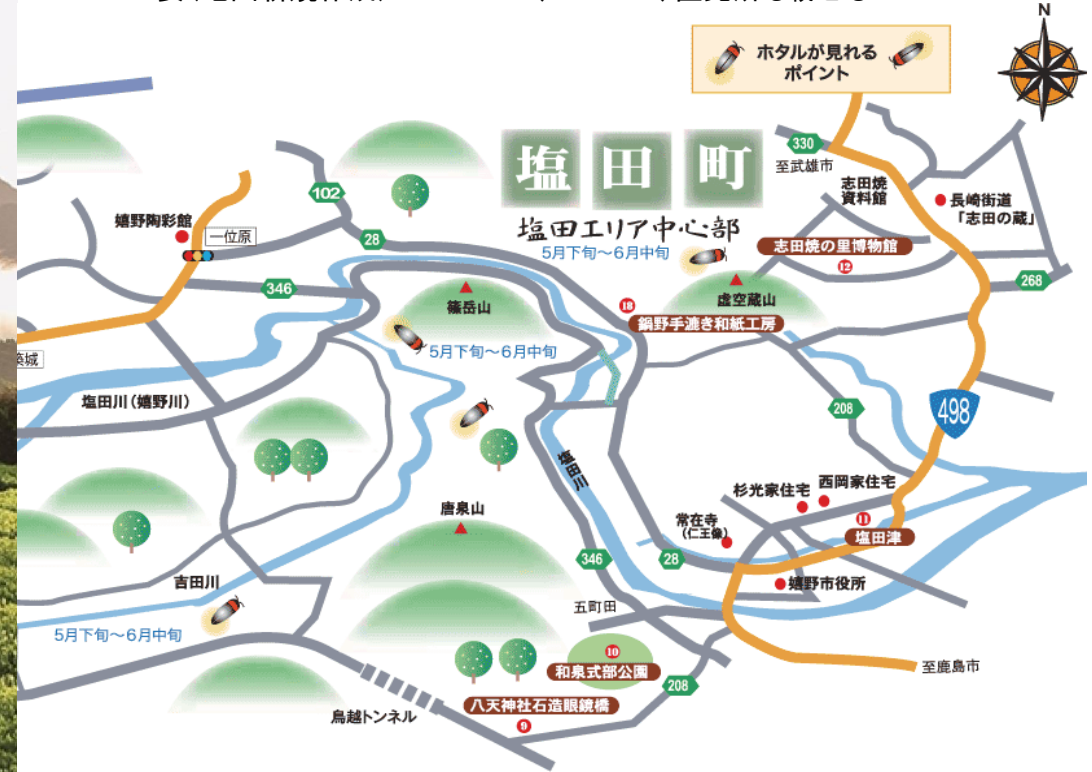 N
ホタルが見れる
ポイント
塩田町
塩田エリア中心部
5月下旬～6月中旬
330
至武雄市
志田焼
資料館
長崎街道
「志田の蔵」
志田焼の里博物館
12
268
102
嬉野陶彩館
一位原
28
346
篠岳山
虚空蔵山
18
鍋野手漉き和紙工房
5月下旬～6月中旬
築城
塩田川(嬉野川)
208
498
塩田川
杉光家住宅
西岡家住宅
11
塩田津
常在寺
(仁王像)
唐泉山
346
28
嬉野市役所
吉田川
五町田
5月下旬～6月中旬
10
和泉式部公園
至鹿島市
208
八天神社石造眼鏡橋
9
鳥越トンネル